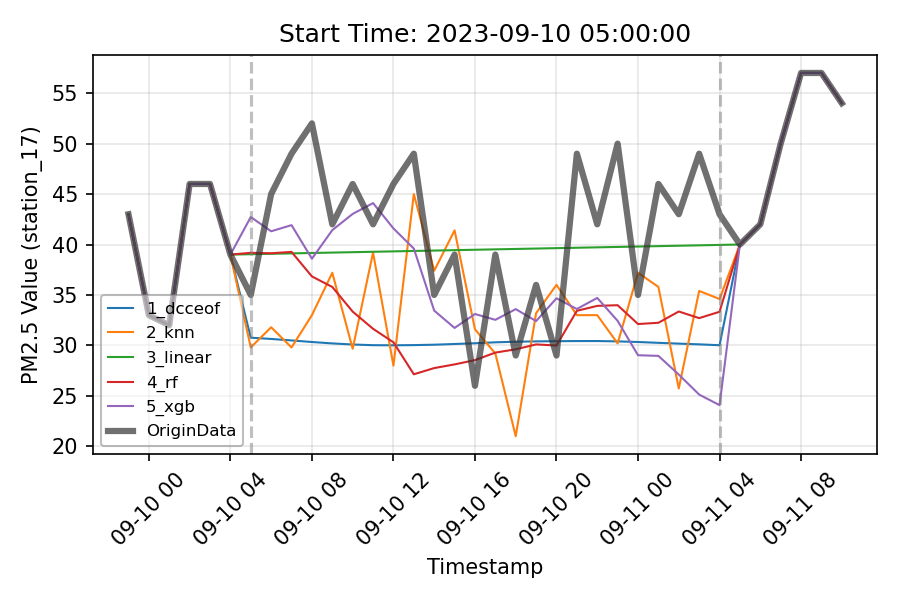 Start Time: 2023-09-10 05:00:00
PM2.5 Value (station_17)
55
50
45
40
35
30
25
20
1_dcceof
2_knn
3_linear
4_rf
5_xgb
OriginData
09-10 00
09-10 04
09-10 08
09-10 12
09-10 16
09-10 20
09-11 00
09-11 04
09-11 08
Timestamp